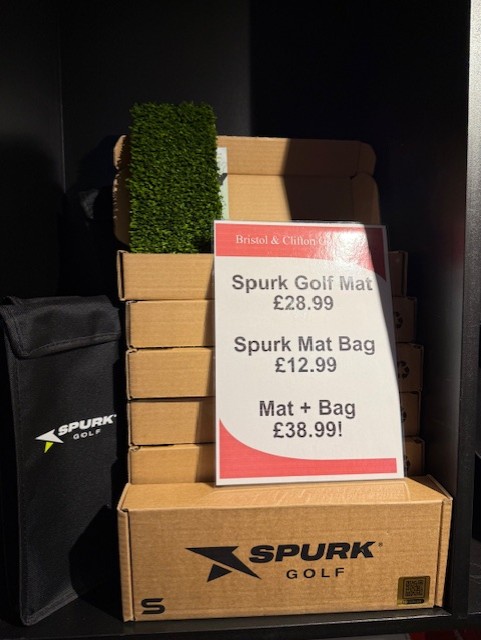 Bristol & Clifton
Spurk Golf Mat
£28.99
Spurk Mat Bag
£12.99
Mat + Bag
£38.99!
SPURK
GOLF
SPURK
GOLF
S